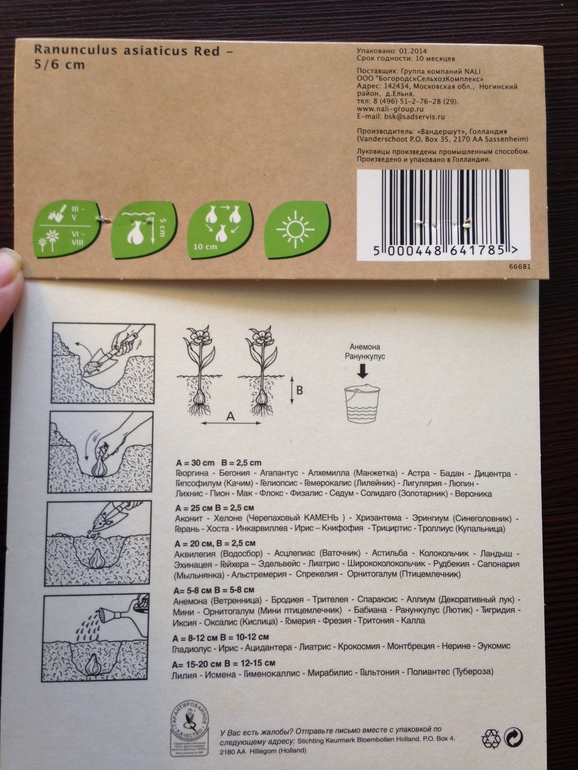 Ranunculus asiaticus Red –
5/6 cm
Упаковано: 01.2014
Срок годности: 10 месяцев
Поставщик: Группа компаний NALI
ООО "БогородскСельхозКомплекс"
Адрес: 142434, Московская обл., Ногинский
район, д.Ельня.
тел: 8 (496) 51-2-76-28 (29).
www.nali-group.ru
E-mail: bsk@sadservis.ru
Производитель: «Вандершут», Голландия
(Vanderschoot P.O. Box 35, 2170 AA Sassenheim)
Луковицы произведены промышленным способом.
Произведено и упаковано в Голландии.
III –
V
VI –
VIII
5 cm
10 cm
5 000448 641785 >
66681
Анемона
Ранункулус
A
B
A = 30 cm B = 2,5 cm
Георгина - Бегония - Агапантус - Алхемилла (Манжетка) - Астра - Бадан - Дицентра -
Гипсофилум (Качим) - Гелиопсис - Гемерокалис (Лилейник) - Лигулярия - Люпин -
Лихнис - Пион - Мак - Флокс - Физалис - Седум - Солидаго (Золотарник) - Вероника
A = 25 см B = 2,5 см
Аконит - Хелоне (Черепаховый КАМЕНЬ ) - Хризантема - Эрингиум (Синеголовник) -
Герань - Хоста - Инкарвиллеа - Ирис – Книфофия - Трициртис - Троллиус (Купальница)
A = 20 см, B = 2,5 см
Аквилегия (Водосбор) - Асцлепиас (Ваточник) - Астильба - Колокольчик - Ландыш -
Эхинацея - Гейхера – Эдельвейс - Лиатрис - Ширококолокольчик - Рудбекия - Сапонария
(Мыльнянка) - Альстремерия - Спрекелия - Орнитогалум (Птицемлечник)
A= 5-8 см B = 5-8 см
Анемона (Ветренница) - Бродиея - Трителея - Спараксис - Аллиум (Декоративный лук) -
Мини - Орнитогалум (Мини птицемлечник) - Бабиана - Ранункулус (Лютик) - Тигридия -
Иксия - Оксалис (Кислица) - Гомерия - Фрезия - Тритония - Калла
A = 8-12 см B = 10-12 см
Гладиолус - Ирис - Ацидантера - Лиатрис - Крокосмия - Монтбреция - Нерине - Эукомис
A= 15-20 см B = 12-15 см
Лилия - Исмена - Гименокаллис - Мирабилис - Гальтония - Полиантес (Тубероза)
У Вас есть жалобы? Отправьте письмо вместе с упаковкой по
следующему адресу: Stichting Keurmerk Bloembollen Holland. P.O. Box 4.
2180 AA Hillegom (Holland)